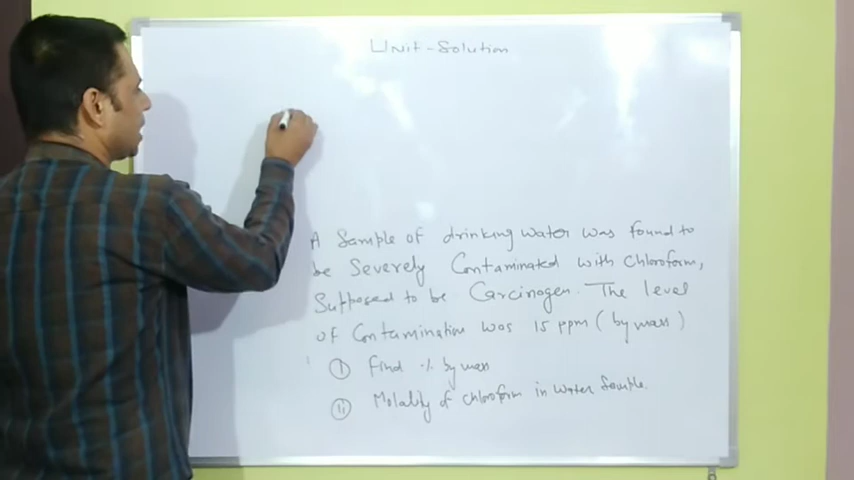 Unit-Solution
A Sample of drinking water was found to
be Severely Contaminated with chloroform,
Supposed to be Carcinogen. The level
of Contamination was 15 ppm (by mass)
(i) Find % by mass
(ii) Molality of chloroform in water Sample.